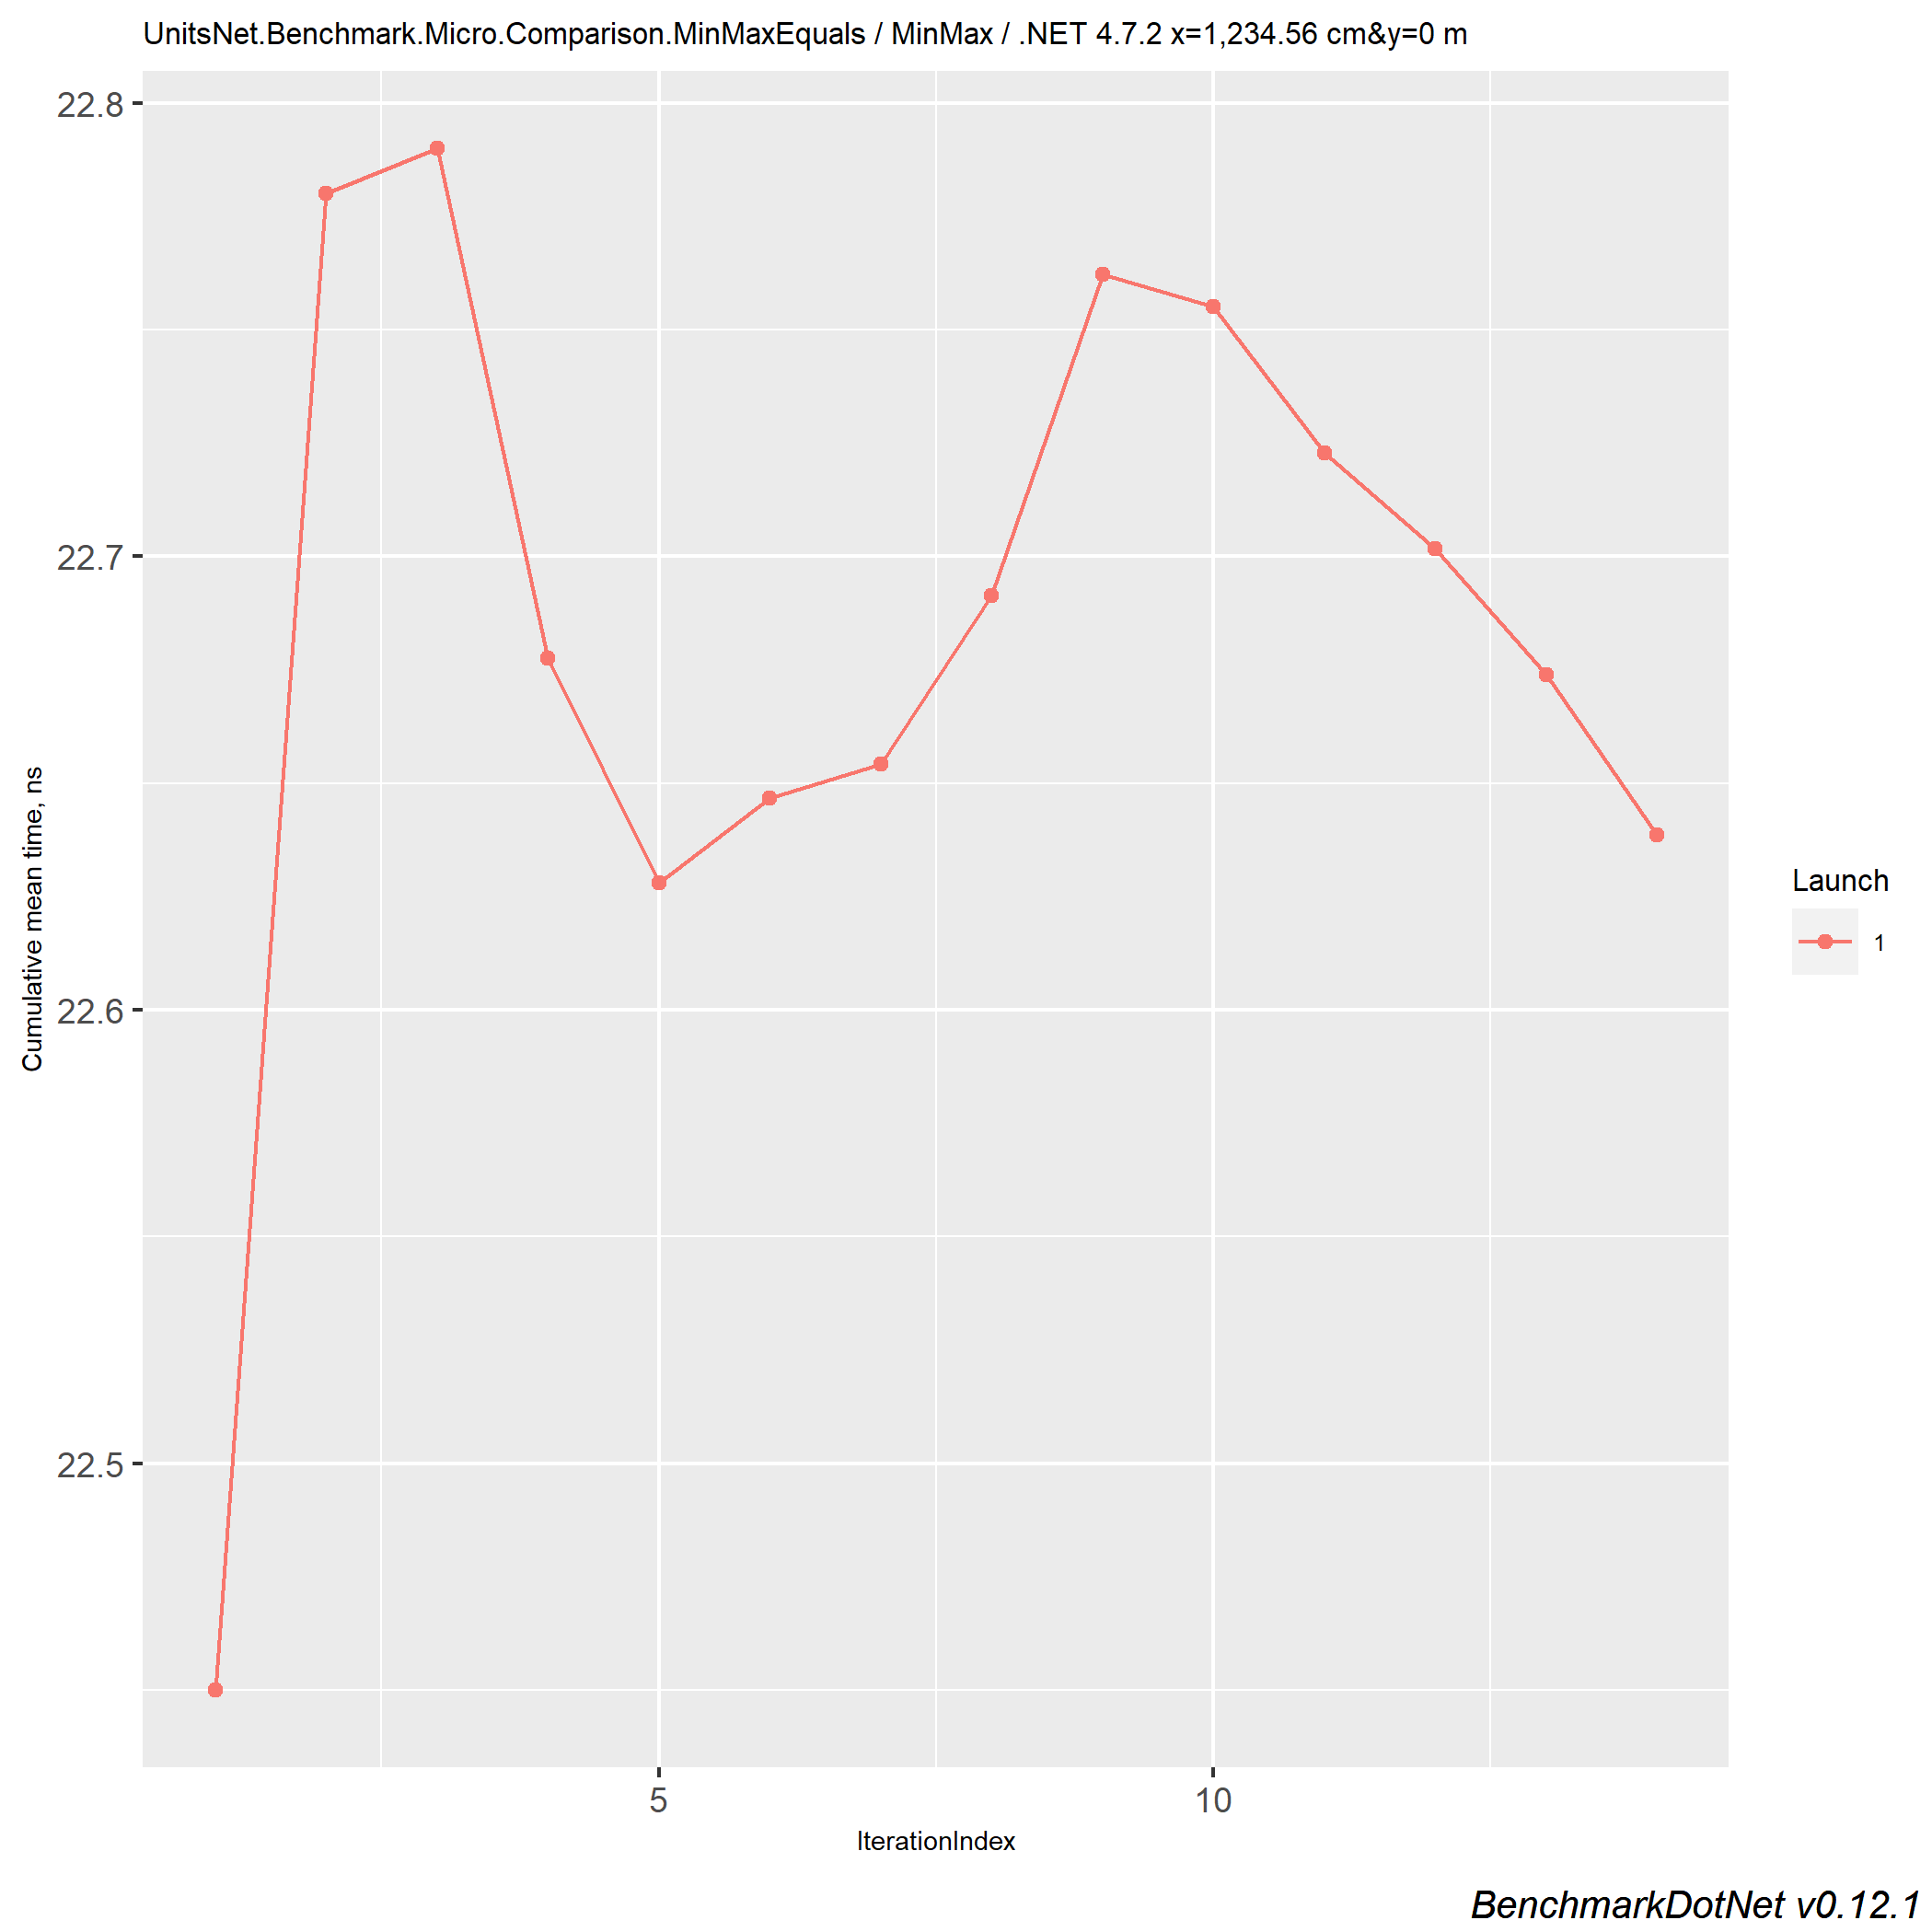 UnitsNet.Benchmark.Micro.Comparison.MinMaxEquals / MinMax / .NET 4.7.2 x=1,234.56 cm&y=0 m
22.8
22.7
22.6
22.5
Cumulative mean time, ns
5
10
IterationIndex
Launch
1
BenchmarkDotNet v0.12.1